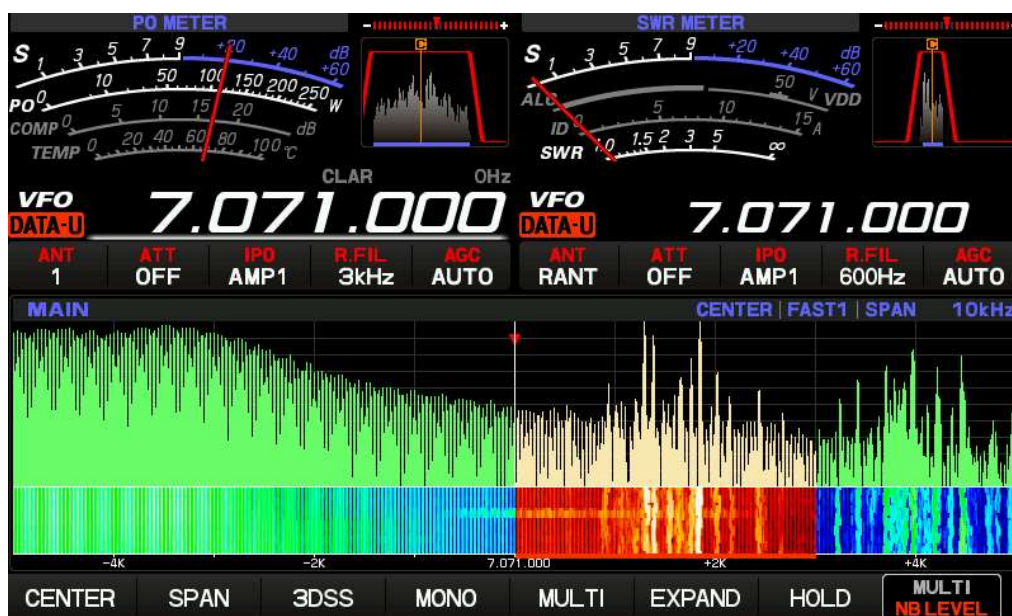 PO METER
- +
SWR METER
- +
S 1 3 5 7 9 +20 +40 +60 dB
PO 0 10 50 100 150 200 250 W
COMP 0 5 10 15 20 dB
TEMP 0 20 40 60 80 100 °C
C
S 1 3 5 7 9 +20 +40 +60 dB
ALC 50 V VDD
ID 0 5 10 15 A
SWR 1.0 1.5 2 3 5 ∞
C
CLAR 0Hz
VFO
DATA-U
7.071.000
VFO
DATA-U
7.071.000
ANT ATT IPO R.FIL AGC
1 OFF AMP1 3kHz AUTO
ANT ATT IPO R.FIL AGC
RANT OFF AMP1 600Hz AUTO
MAIN CENTER | FAST1 | SPAN 10kHz
-4K -2K 7.071.000 +2K +4K
CENTER SPAN 3DSS MONO MULTI EXPAND HOLD MULTI
NB LEVEL